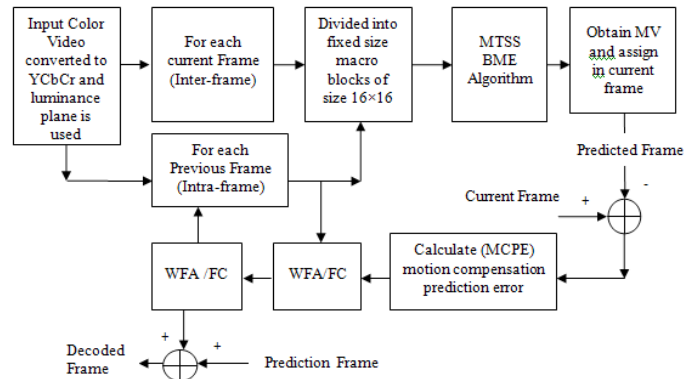 Input Color
Video
converted to
YCbCr and
luminance
plane is
used
For each
current Frame
(Inter-frame)
Divided into
fixed size
macro
blocks of
size 16×16
MTSS
BME
Algorithm
Obtain MV
and assign
in current
frame
For each
Previous Frame
(Intra-frame)
Predicted Frame
-
Current Frame +
Calculate (MCPE)
motion compensation
prediction error
WFA/FC
WFA /FC
+
Decoded
Frame
+
Prediction Frame